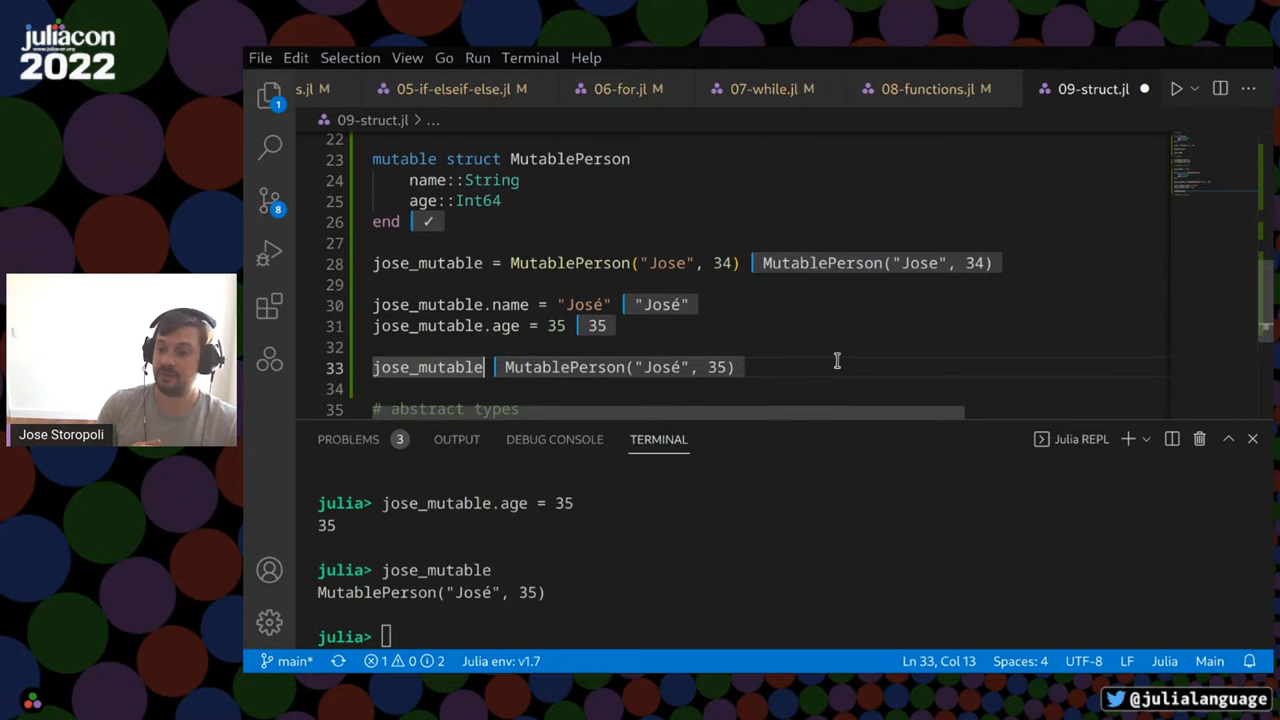 juliacon
www.juliacon.org
2022
File Edit Selection View Go Run Terminal Help
s.jl M 05-if-elseif-else.jl M 06-for.jl M 07-while.jl M 08-functions.jl M 09-struct.jl
09-struct.jl > ...
22
23 mutable struct MutablePerson
24 name::String
25 age::Int64
26 end ✓
27
28 jose_mutable = MutablePerson("Jose", 34) MutablePerson("Jose", 34)
29
30 jose_mutable.name = "José" "José"
31 jose_mutable.age = 35 35
32
33 jose_mutable MutablePerson("José", 35)
34
35 # abstract types
1
8
Jose Storopoli
PROBLEMS 3 OUTPUT DEBUG CONSOLE TERMINAL Julia REPL
julia> jose_mutable.age = 35
35
julia> jose_mutable
MutablePerson("José", 35)
julia>
main* 1 0 2 Julia env: v1.7 Ln 33, Col 13 Spaces: 4 UTF-8 LF Julia Main
@julialanguage